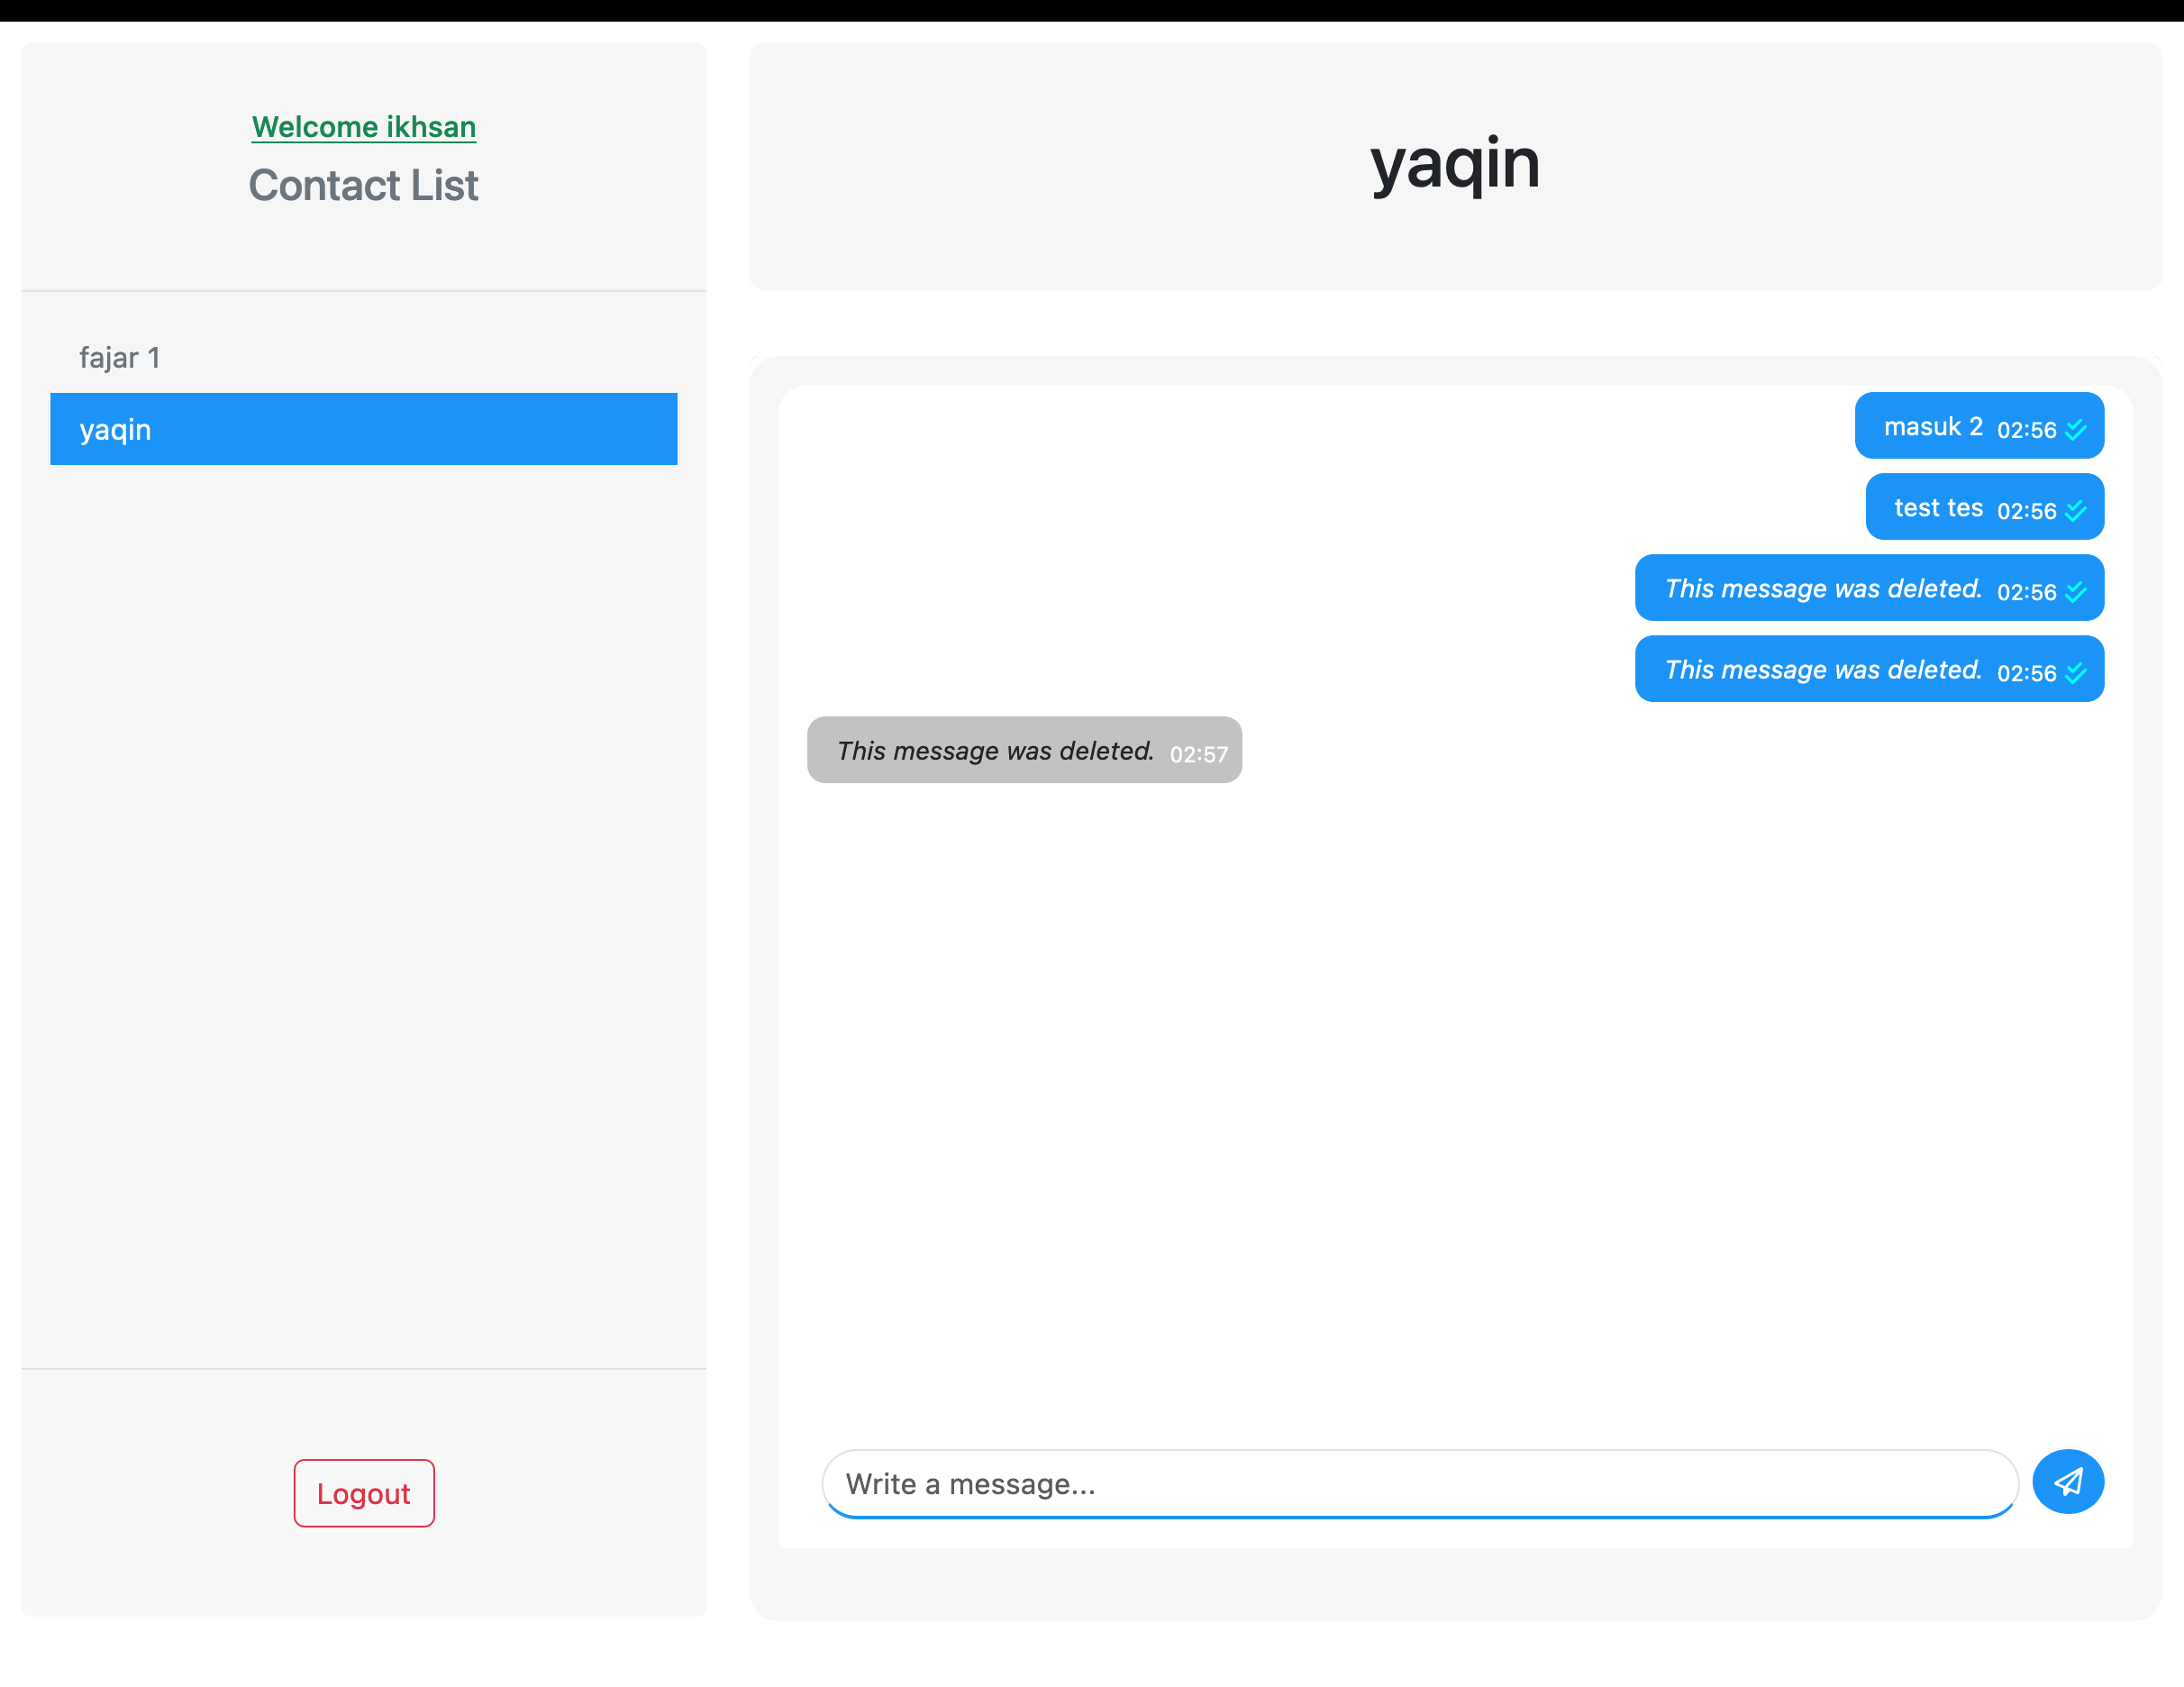 Welcome ikhsan
Contact List
fajar 1
yaqin
Logout
yaqin
masuk 2 02:56
test tes 02:56
This message was deleted. 02:56
This message was deleted. 02:56
This message was deleted. 02:57
Write a message...